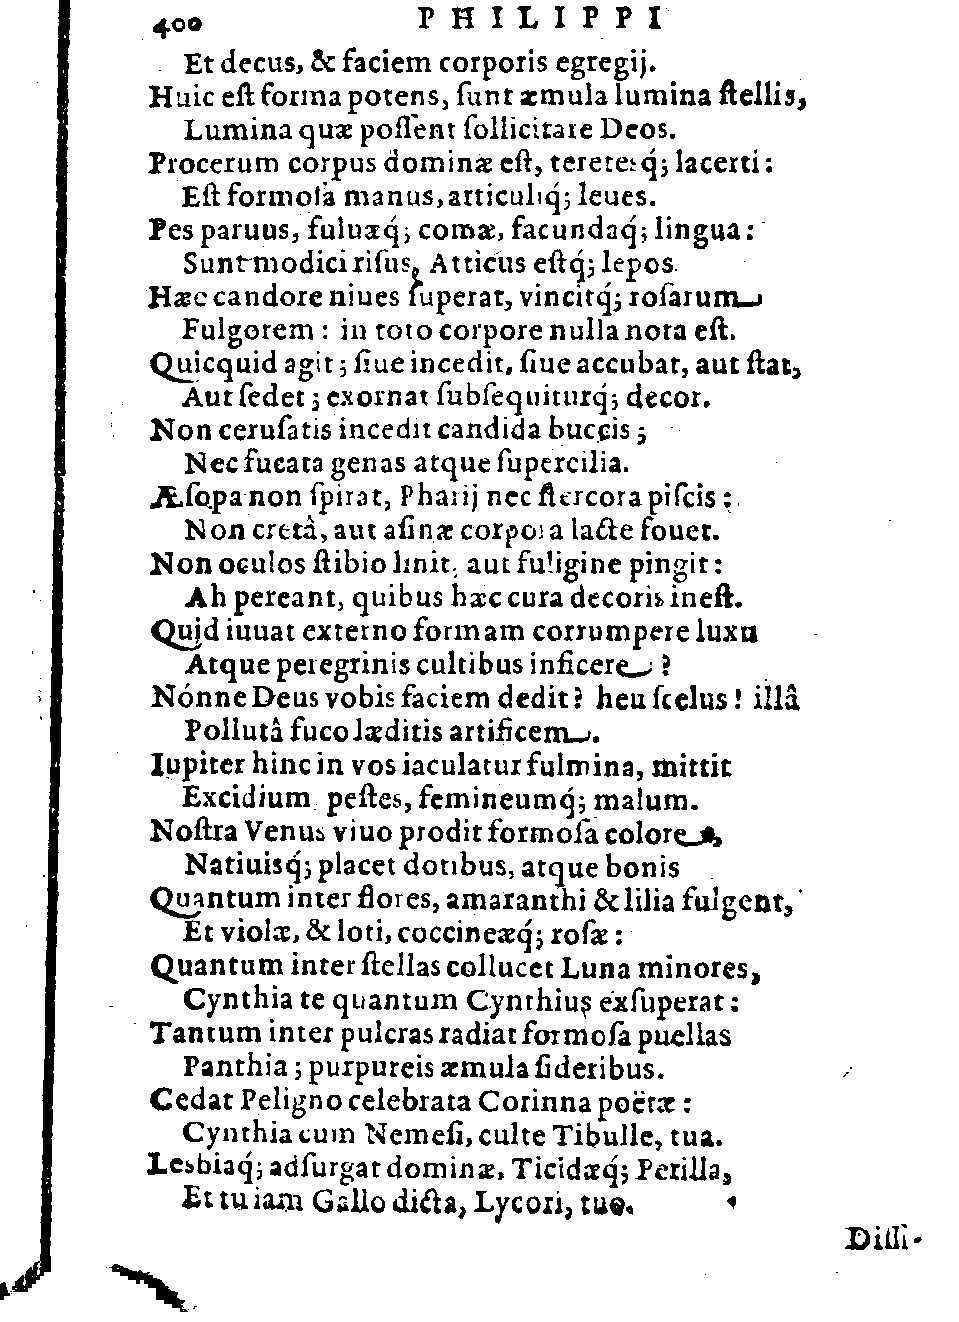 400 PHILIPPI
Et decus, & faciem corporis egregij.
Huic eſt forma potens, ſunt æmula lumina ſtellis,
Lumina quæ poſſent ſollicitare Deos.
Procerum corpus dominæ eſt, teretesq́; lacerti:
Eſt formoſa manus, articuliq́; leues.
Pes paruus, fuluæq́; comæ, facundaq́; lingua:
Sunt modici riſus, Atticus eſtq́; lepos.
Hæc candore niues ſuperat, vincitq́; roſarum
Fulgorem: in toto corpore nulla nota eſt.
Quicquid agit; ſiue incedit, ſiue accubat, aut ſtat,
Aut ſedet; exornat ſubſequiturq́; decor.
Non ceruſatis incedit candida buccis;
Nec fucata genas atque ſupercilia.
Æſopa non ſpirat, Pharij nec ſtercora piſcis:
Non cretâ, aut aſinæ corpora lacte fouet.
Non oculos ſtibio linit, aut fuligine pingit:
Ah pereant, quibus hæc cura decoris ineſt.
Quid iuuat externo formam corrumpere luxu
Atque peregrinis cultibus inficere?
Nónne Deus vobis faciem dedit? heu ſcelus! illâ
Pollutâ fuco læditis artificem.
Iupiter hinc in vos iaculatur fulmina, mittit
Excidium peſtes, femineumq́; malum.
Noſtra Venus viuo prodit formoſa colore,
Natiuisq́; placet dotibus, atque bonis
Quantum inter flores, amaranthi & lilia fulgent,
Et violæ, & loti, coccineæq́; roſæ:
Quantum inter ſtellas collucet Luna minores,
Cynthia te quantum Cynthius exſuperat:
Tantum inter pulcras radiat formoſa puellas
Panthia; purpureis æmula ſideribus.
Cedat Peligno celebrata Corinna poëtæ:
Cynthia cum Nemeſi, culte Tibulle, tua.
Lesbiaq́; adſurgat dominæ, Ticidæq́; Perilla,
Et tu iam Gallo dicta, Lycori, tuo.
Diſſi-